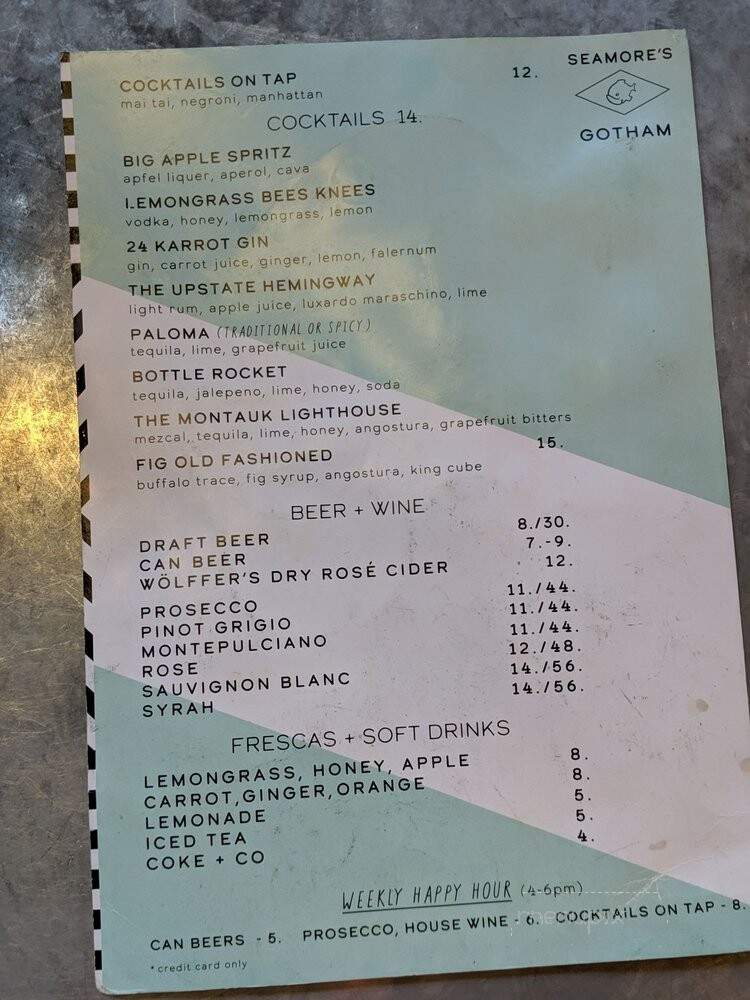 SEAMORE'S
GOTHAM
COCKTAILS ON TAP 12.
mai tai, negroni, manhattan
COCKTAILS 14.
BIG APPLE SPRITZ
apfel liquer, aperol, cava
LEMONGRASS BEES KNEES
vodka, honey, lemongrass, lemon
24 KARROT GIN
gin, carrot juice, ginger, lemon, falernum
THE UPSTATE HEMINGWAY
light rum, apple juice, luxardo maraschino, lime
PALOMA (TRADITIONAL OR SPICY)
tequila, lime, grapefruit juice
BOTTLE ROCKET
tequila, jalepeno, lime, honey, soda
THE MONTAUK LIGHTHOUSE
mezcal, tequila, lime, honey, angostura, grapefruit bitters
FIG OLD FASHIONED 15.
buffalo trace, fig syrup, angostura, king cube
BEER + WINE
DRAFT BEER 8./30.
CAN BEER 7.-9.
WÖLFFER'S DRY ROSÉ CIDER 12.
PROSECCO 11./44.
PINOT GRIGIO 11./44.
MONTEPULCIANO 11./44.
ROSE 12./48.
SAUVIGNON BLANC 14./56.
SYRAH 14./56.
FRESCAS + SOFT DRINKS
LEMONGRASS, HONEY, APPLE 8.
CARROT,GINGER,ORANGE 8.
LEMONADE 5.
ICED TEA 5.
COKE + CO 4.
WEEKLY HAPPY HOUR (4-6pm)
CAN BEERS - 5. PROSECCO, HOUSE WINE - 6. COCKTAILS ON TAP - 8.
*credit card only